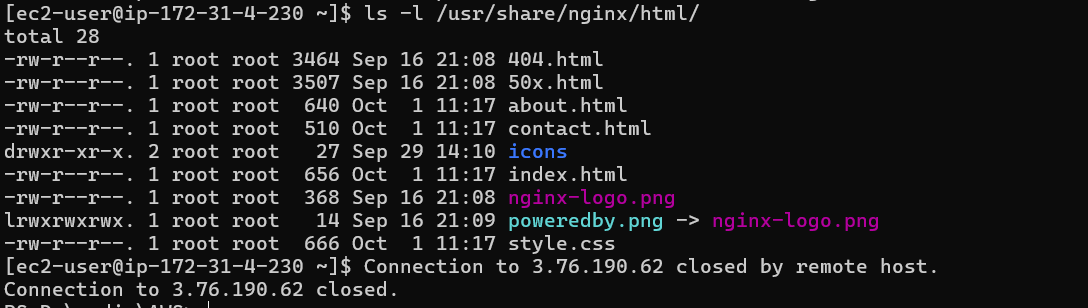 [ec2-user@ip-172-31-4-230 ~]$ ls -l /usr/share/nginx/html/
total 28
-rw-r--r--. 1 root root 3464 Sep 16 21:08 404.html
-rw-r--r--. 1 root root 3507 Sep 16 21:08 50x.html
-rw-r--r--. 1 root root  640 Oct  1 11:17 about.html
-rw-r--r--. 1 root root  510 Oct  1 11:17 contact.html
drwxr-xr-x. 2 root root   27 Sep 29 14:10 icons
-rw-r--r--. 1 root root  656 Oct  1 11:17 index.html
-rw-r--r--. 1 root root  368 Sep 16 21:08 nginx-logo.png
lrwxrwxrwx. 1 root root   14 Sep 16 21:09 poweredby.png -> nginx-logo.png
-rw-r--r--. 1 root root  666 Oct  1 11:17 style.css
[ec2-user@ip-172-31-4-230 ~]$ Connection to 3.76.190.62 closed by remote host.
Connection to 3.76.190.62 closed.